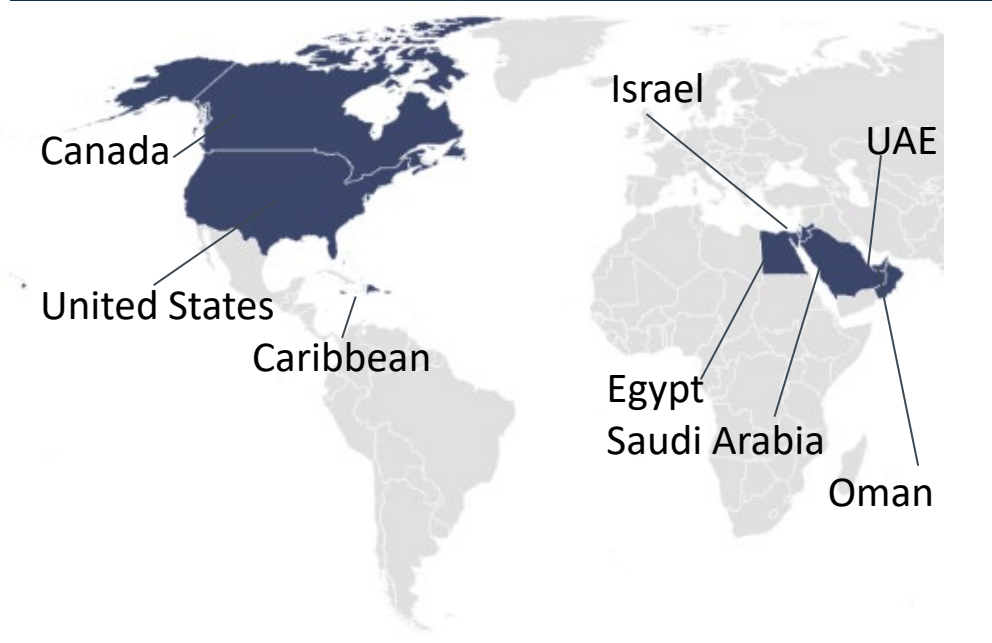 Israel
UAE
Canada
United States
Caribbean
Egypt
Saudi Arabia
Oman